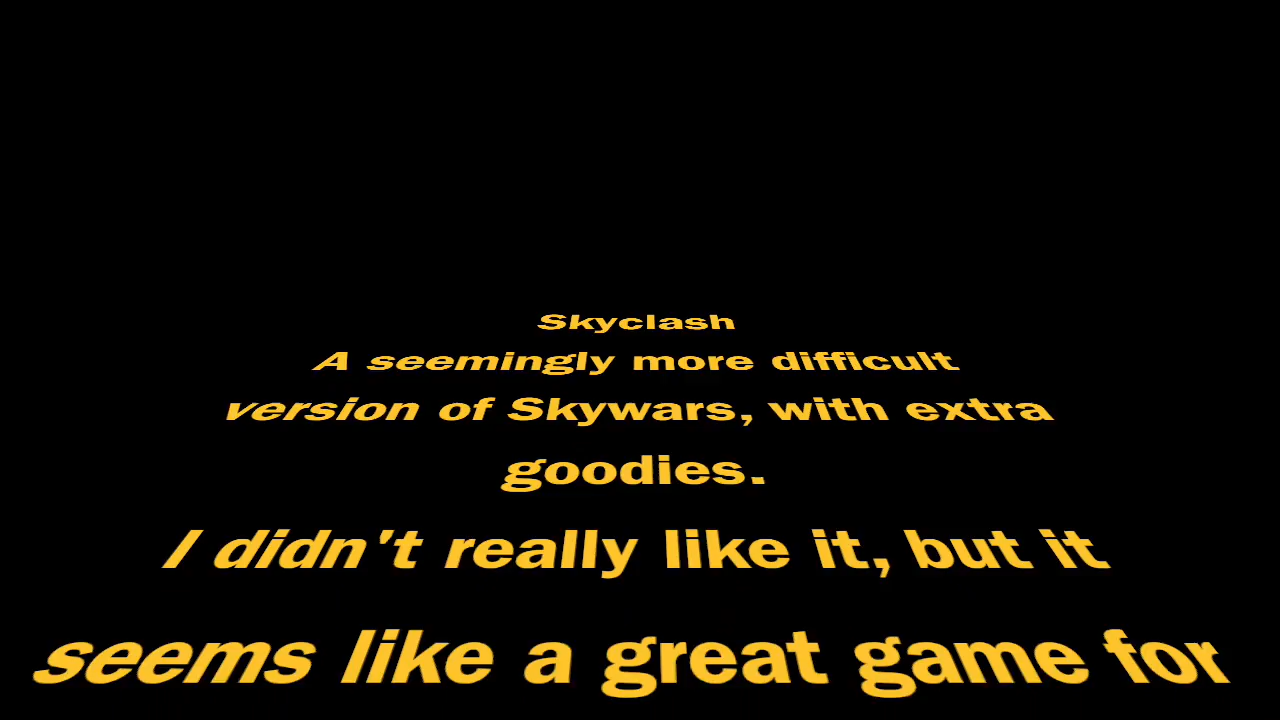 Skyclash
A seemingly more difficult
version of Skywars, with extra
goodies.
I didn't really like it, but it
seems like a great game for